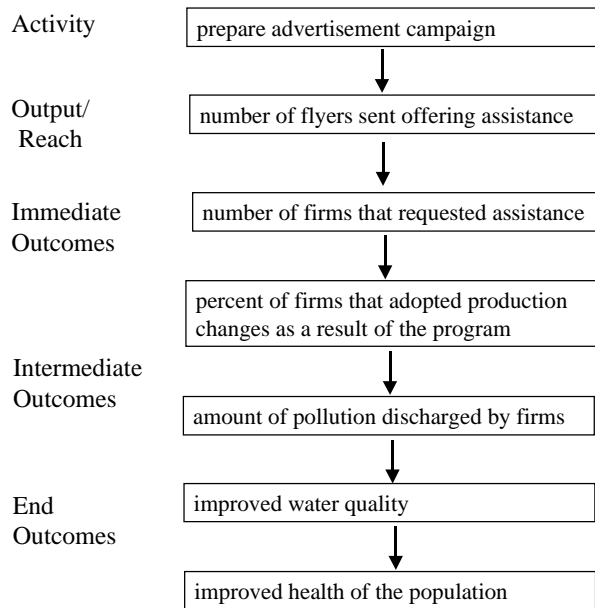 Activity
prepare advertisement campaign
Output/
Reach
number of flyers sent offering assistance
Immediate
Outcomes
number of firms that requested assistance
percent of firms that adopted production
changes as a result of the program
Intermediate
Outcomes
amount of pollution discharged by firms
End
Outcomes
improved water quality
improved health of the population